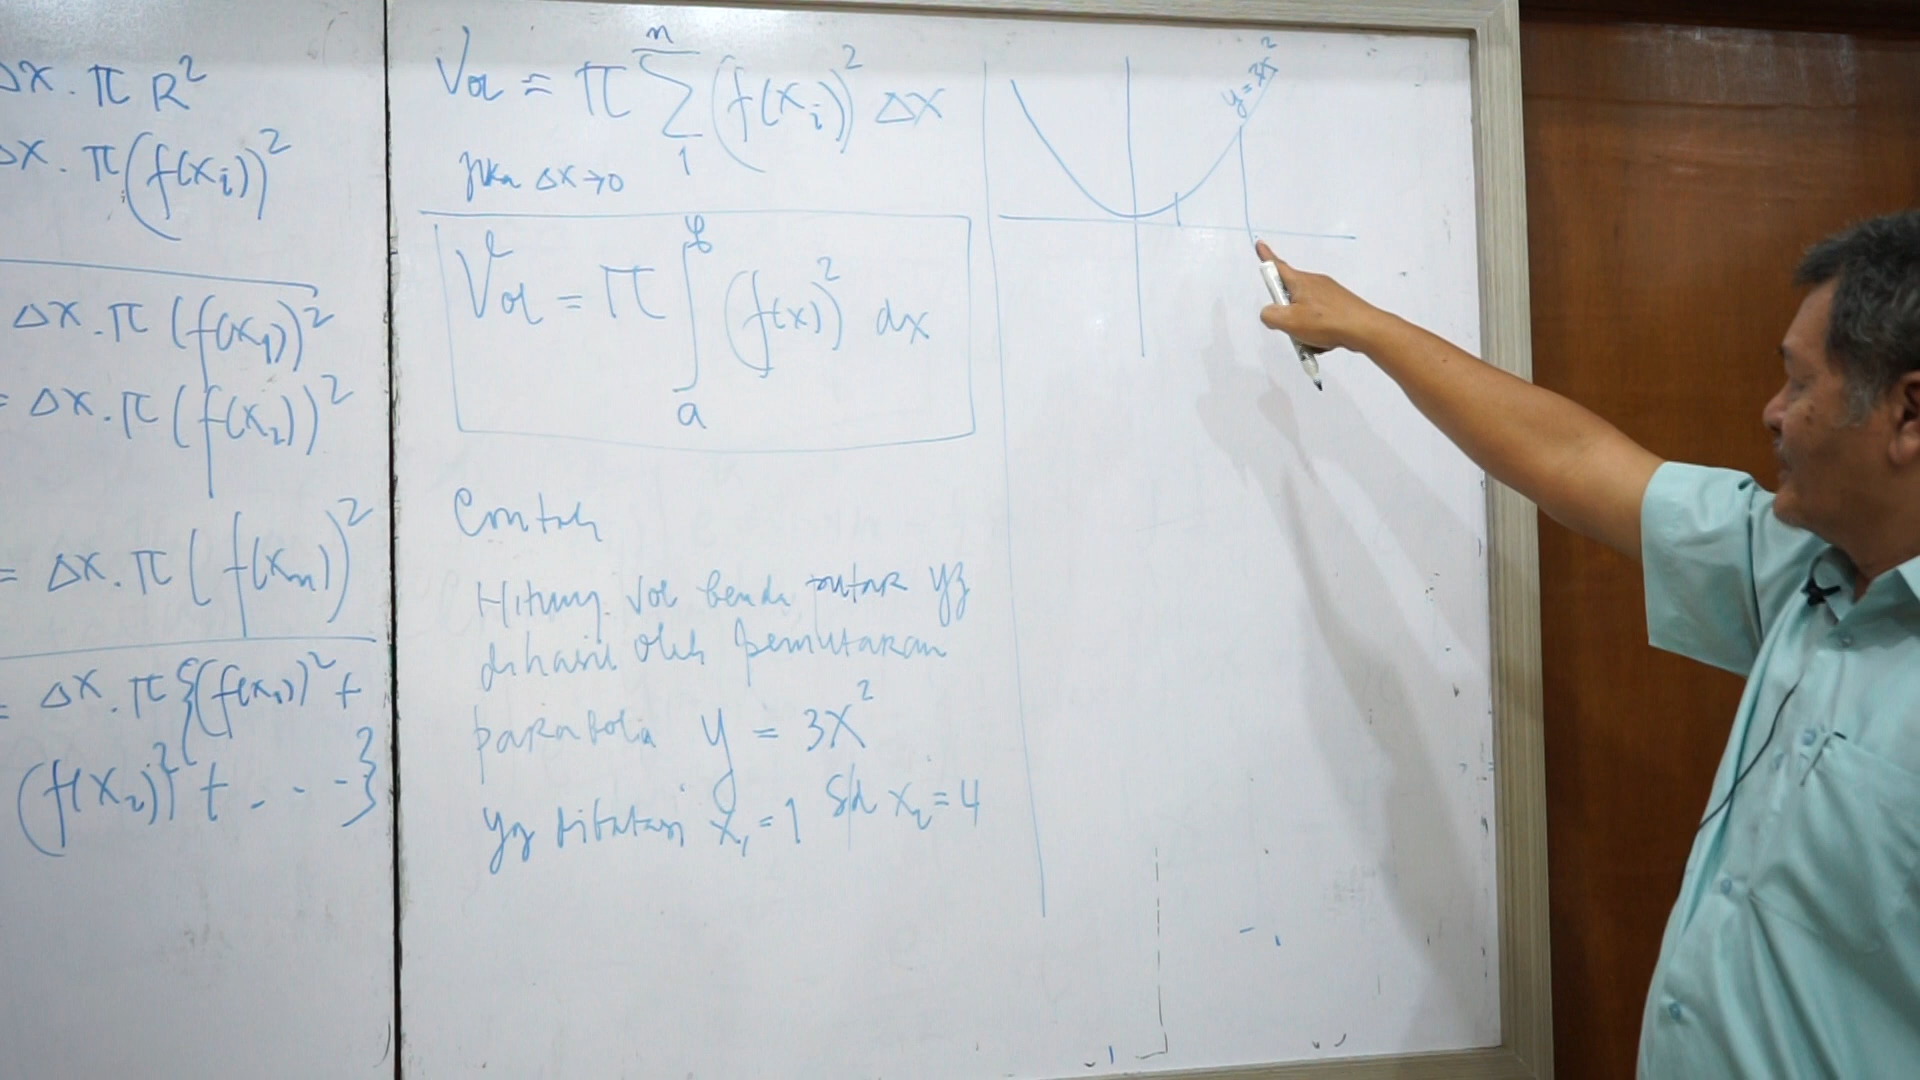 Δx . π R²
Δx . π (f(xᵢ))²
Δx . π (f(x₁))²
= Δx . π (f(x₂))²
= Δx . π (f(xₙ))²
= Δx . π {(f(x₁))² +
(f(x₂))² + . . . - }
Vol = π ∑ₙ₁ (f(xᵢ))² Δx
jika Δx → 0
Vol = π ∫ₐᵇ (f(x))² dx
Contoh
Hitung Vol benda putar yg
dihasil oleh pemutaran
parabola y = 3x²
yg dibatasi x₁ = 1 s/d x₂ = 4
y = 3x²